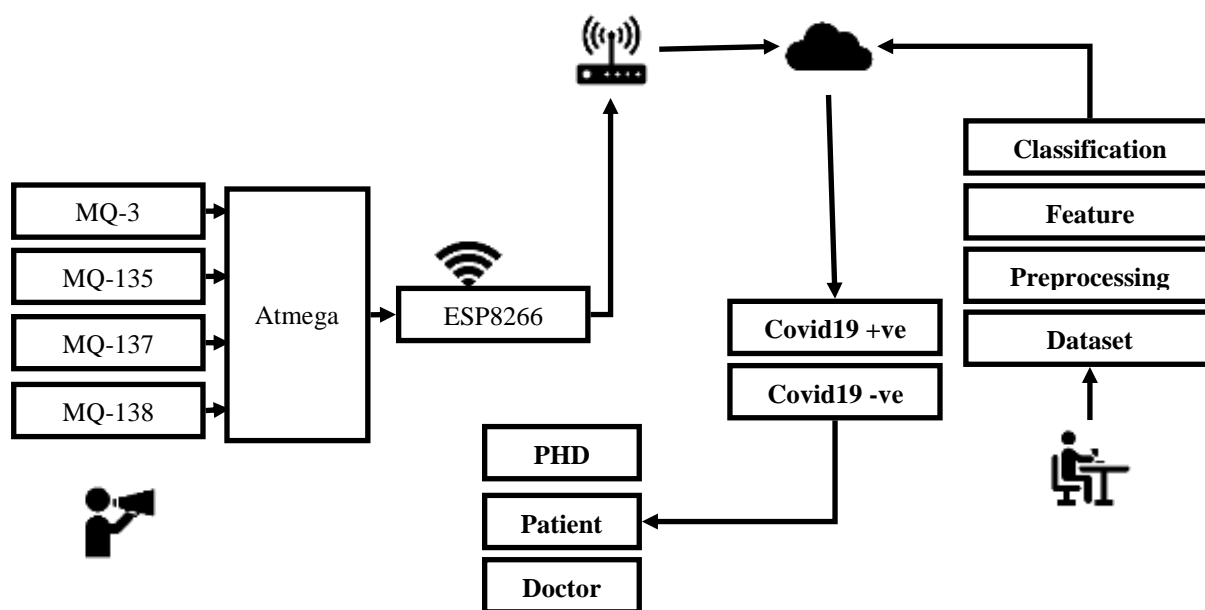 MQ-3
MQ-135
MQ-137
MQ-138
Atmega
ESP8266
Covid19 +ve
Covid19 -ve
PHD
Patient
Doctor
Classification
Feature
Preprocessing
Dataset